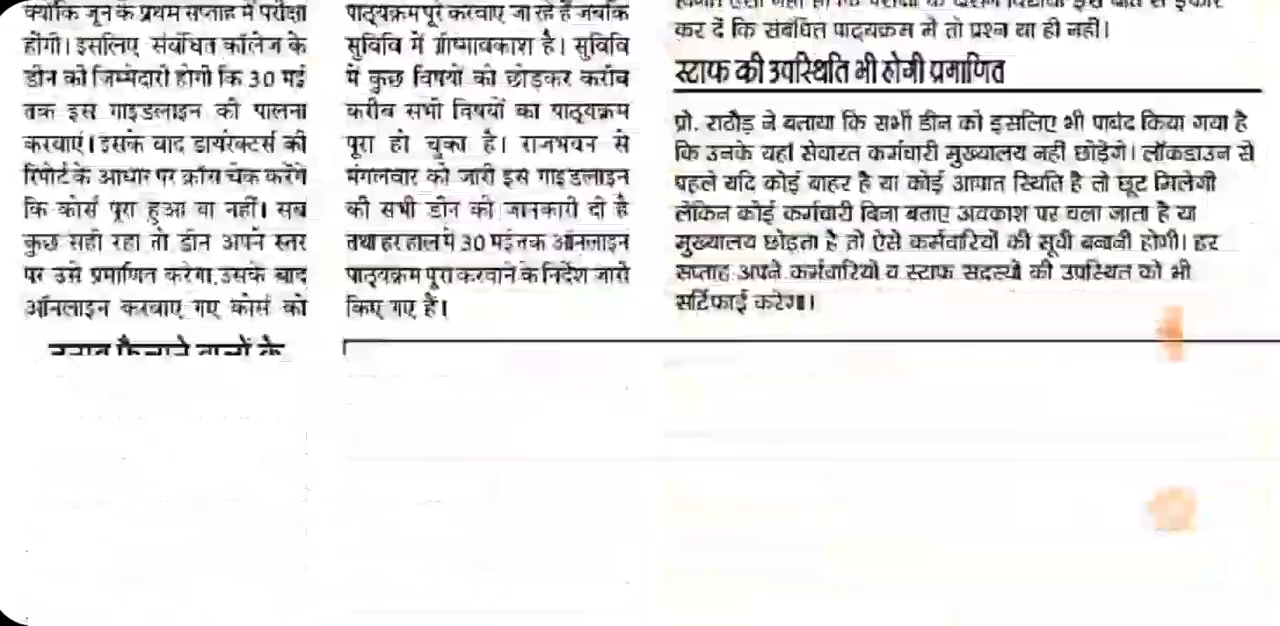 क्योंकि जून के प्रथम सप्ताह में परीक्षा
होंगी। इसलिए संबंधित कॉलेज के
डीन की जिम्मेदारी होगी कि 30 मई
तक इस गाइडलाइन की पालना
करवाएं। इसके बाद डायरेक्टर्स की
रिपोर्ट के आधार पर क्रॉस चेक करेंगे
कि कोर्स पूरा हुआ या नहीं। सब
कुछ सही रहा तो डीन अपने स्तर
पर उसे प्रमाणित करेगा, उसके बाद
ऑनलाइन करवाए गए कोर्स को
पाठ्यक्रम पूरे करवाए जा रहे हैं जबकि
सुविवि में ग्रीष्मावकाश है। सुविवि
में कुछ विषयों को छोड़कर करीब
करीब सभी विषयों का पाठ्यक्रम
पूरा हो चुका है। राजभवन से
मंगलवार को जारी इस गाइडलाइन
की सभी डीन को जानकारी दी है
तथा हर हाल में 30 मई तक ऑनलाइन
पाठ्यक्रम पूरा करवाने के निर्देश जारी
किए गए हैं।
कर दें कि संबंधित पाठ्यक्रम में तो प्रश्न था ही नहीं।
स्टाफ की उपस्थिति भी होगी प्रमाणित
प्रो. राठौड़ ने बताया कि सभी डीन को इसलिए भी पाबंद किया गया है
कि उनके यहां सेवारत कर्मचारी मुख्यालय नहीं छोड़ेंगे। लॉकडाउन से
पहले यदि कोई बाहर है या कोई आपात स्थिति है तो छूट मिलेगी
लेकिन कोई कर्मचारी बिना बताए अवकाश पर चला जाता है या
मुख्यालय छोड़ता है तो ऐसे कर्मचारियों की सूची बनानी होगी। हर
सप्ताह अपने कर्मचारियों व स्टाफ सदस्यों की उपस्थित को भी
सर्टिफाई करेगा।